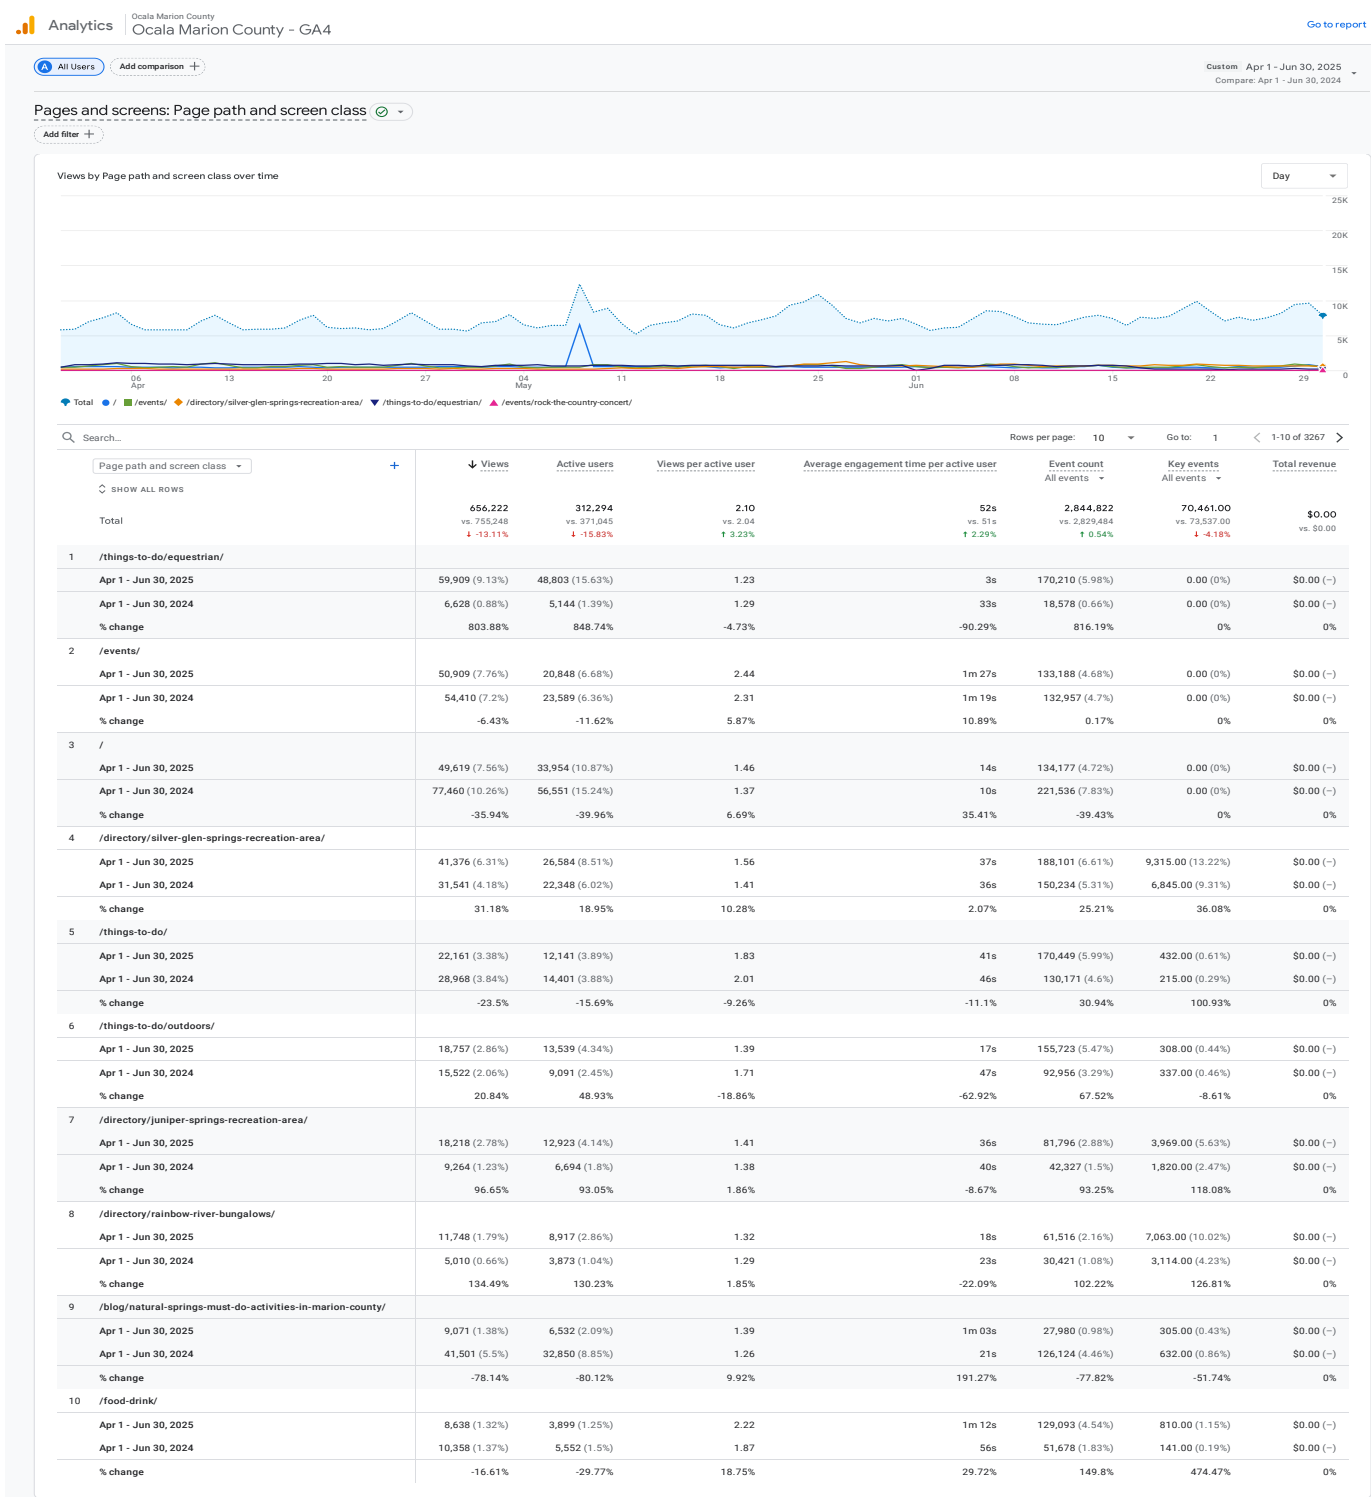 Analytics
Ocala Marion County
Ocala Marion County - GA4
Go to report
A All Users
Add comparison
Custom Apr 1 - Jun 30, 2025
Compare: Apr 1 - Jun 30, 2024
Pages and screens: Page path and screen class
Add filter
Views by Page path and screen class over time
Day
25K
20K
15K
10K
5K
0
06 Apr 13 20 27 04 May 11 18 25 01 Jun 08 15 22 29
Total / /events/ /directory/silver-glen-springs-recreation-area/ /things-to-do/equestrian/ /events/rock-the-country-concert/
Search... Rows per page: 10 Go to: 1 1-10 of 3267
Page path and screen class + Views Active users Views per active user Average engagement time per active user Event count Key events Total revenue
SHOW ALL ROWS All events All events
Total 656,222 312,294 2.10 52s 2,844,822 70,461.00 $0.00
vs. 755,248 vs. 371,045 vs. 2.04 vs. 51s vs. 2,829,484 vs. 73,537.00 vs. $0.00
-13.11% -15.83% 3.23% 2.29% 0.54% -4.18%
1 /things-to-do/equestrian/
Apr 1 - Jun 30, 2025 59,909 (9.13%) 48,803 (15.63%) 1.23 3s 170,210 (5.98%) 0.00 (0%) $0.00 (–)
Apr 1 - Jun 30, 2024 6,628 (0.88%) 5,144 (1.39%) 1.29 33s 18,578 (0.66%) 0.00 (0%) $0.00 (–)
% change 803.88% 848.74% -4.73% -90.29% 816.19% 0% 0%
2 /events/
Apr 1 - Jun 30, 2025 50,909 (7.76%) 20,848 (6.68%) 2.44 1m 27s 133,188 (4.68%) 0.00 (0%) $0.00 (–)
Apr 1 - Jun 30, 2024 54,410 (7.2%) 23,589 (6.36%) 2.31 1m 19s 132,957 (4.7%) 0.00 (0%) $0.00 (–)
% change -6.43% -11.62% 5.87% 10.89% 0.17% 0% 0%
3 /
Apr 1 - Jun 30, 2025 49,619 (7.56%) 33,954 (10.87%) 1.46 14s 134,177 (4.72%) 0.00 (0%) $0.00 (–)
Apr 1 - Jun 30, 2024 77,460 (10.26%) 56,551 (15.24%) 1.37 10s 221,536 (7.83%) 0.00 (0%) $0.00 (–)
% change -35.94% -39.96% 6.69% 35.41% -39.43% 0% 0%
4 /directory/silver-glen-springs-recreation-area/
Apr 1 - Jun 30, 2025 41,376 (6.31%) 26,584 (8.51%) 1.56 37s 188,101 (6.61%) 9,315.00 (13.22%) $0.00 (–)
Apr 1 - Jun 30, 2024 31,541 (4.18%) 22,348 (6.02%) 1.41 36s 150,234 (5.31%) 6,845.00 (9.31%) $0.00 (–)
% change 31.18% 18.95% 10.28% 2.07% 25.21% 36.08% 0%
5 /things-to-do/
Apr 1 - Jun 30, 2025 22,161 (3.38%) 12,141 (3.89%) 1.83 41s 170,449 (5.99%) 432.00 (0.61%) $0.00 (–)
Apr 1 - Jun 30, 2024 28,968 (3.84%) 14,401 (3.88%) 2.01 46s 130,171 (4.6%) 215.00 (0.29%) $0.00 (–)
% change -23.5% -15.69% -9.26% -11.1% 30.94% 100.93% 0%
6 /things-to-do/outdoors/
Apr 1 - Jun 30, 2025 18,757 (2.86%) 13,539 (4.34%) 1.39 17s 155,723 (5.47%) 308.00 (0.44%) $0.00 (–)
Apr 1 - Jun 30, 2024 15,522 (2.06%) 9,091 (2.45%) 1.71 47s 92,956 (3.29%) 337.00 (0.46%) $0.00 (–)
% change 20.84% 48.93% -18.86% -62.92% 67.52% -8.61% 0%
7 /directory/juniper-springs-recreation-area/
Apr 1 - Jun 30, 2025 18,218 (2.78%) 12,923 (4.14%) 1.41 36s 81,796 (2.88%) 3,969.00 (5.63%) $0.00 (–)
Apr 1 - Jun 30, 2024 9,264 (1.23%) 6,694 (1.8%) 1.38 40s 42,327 (1.5%) 1,820.00 (2.47%) $0.00 (–)
% change 96.65% 93.05% 1.86% -8.67% 93.25% 118.08% 0%
8 /directory/rainbow-river-bungalows/
Apr 1 - Jun 30, 2025 11,748 (1.79%) 8,917 (2.86%) 1.32 18s 61,516 (2.16%) 7,063.00 (10.02%) $0.00 (–)
Apr 1 - Jun 30, 2024 5,010 (0.66%) 3,873 (1.04%) 1.29 23s 30,421 (1.08%) 3,114.00 (4.23%) $0.00 (–)
% change 134.49% 130.23% 1.85% -22.09% 102.22% 126.81% 0%
9 /blog/natural-springs-must-do-activities-in-marion-county/
Apr 1 - Jun 30, 2025 9,071 (1.38%) 6,532 (2.09%) 1.39 1m 03s 27,980 (0.98%) 305.00 (0.43%) $0.00 (–)
Apr 1 - Jun 30, 2024 41,501 (5.5%) 32,850 (8.85%) 1.26 21s 126,124 (4.46%) 632.00 (0.86%) $0.00 (–)
% change -78.14% -80.12% 9.92% 191.27% -77.82% -51.74% 0%
10 /food-drink/
Apr 1 - Jun 30, 2025 8,638 (1.32%) 3,899 (1.25%) 2.22 1m 12s 129,093 (4.54%) 810.00 (1.15%) $0.00 (–)
Apr 1 - Jun 30, 2024 10,358 (1.37%) 5,552 (1.5%) 1.87 56s 51,678 (1.83%) 141.00 (0.19%) $0.00 (–)
% change -16.61% -29.77% 18.75% 29.72% 149.8% 474.47% 0%